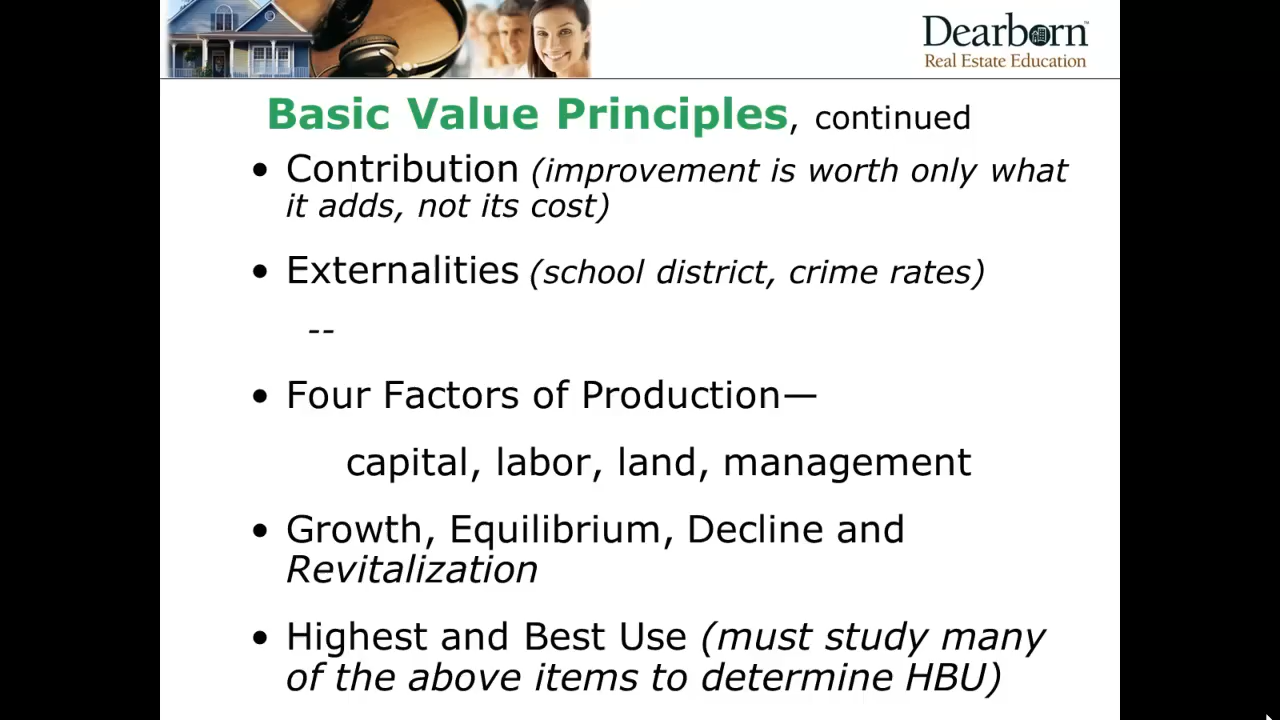 Dearborn™
Real Estate Education
Basic Value Principles, continued
• Contribution (improvement is worth only what
it adds, not its cost)
• Externalities (school district, crime rates)
--
• Four Factors of Production—
capital, labor, land, management
• Growth, Equilibrium, Decline and
Revitalization
• Highest and Best Use (must study many
of the above items to determine HBU)